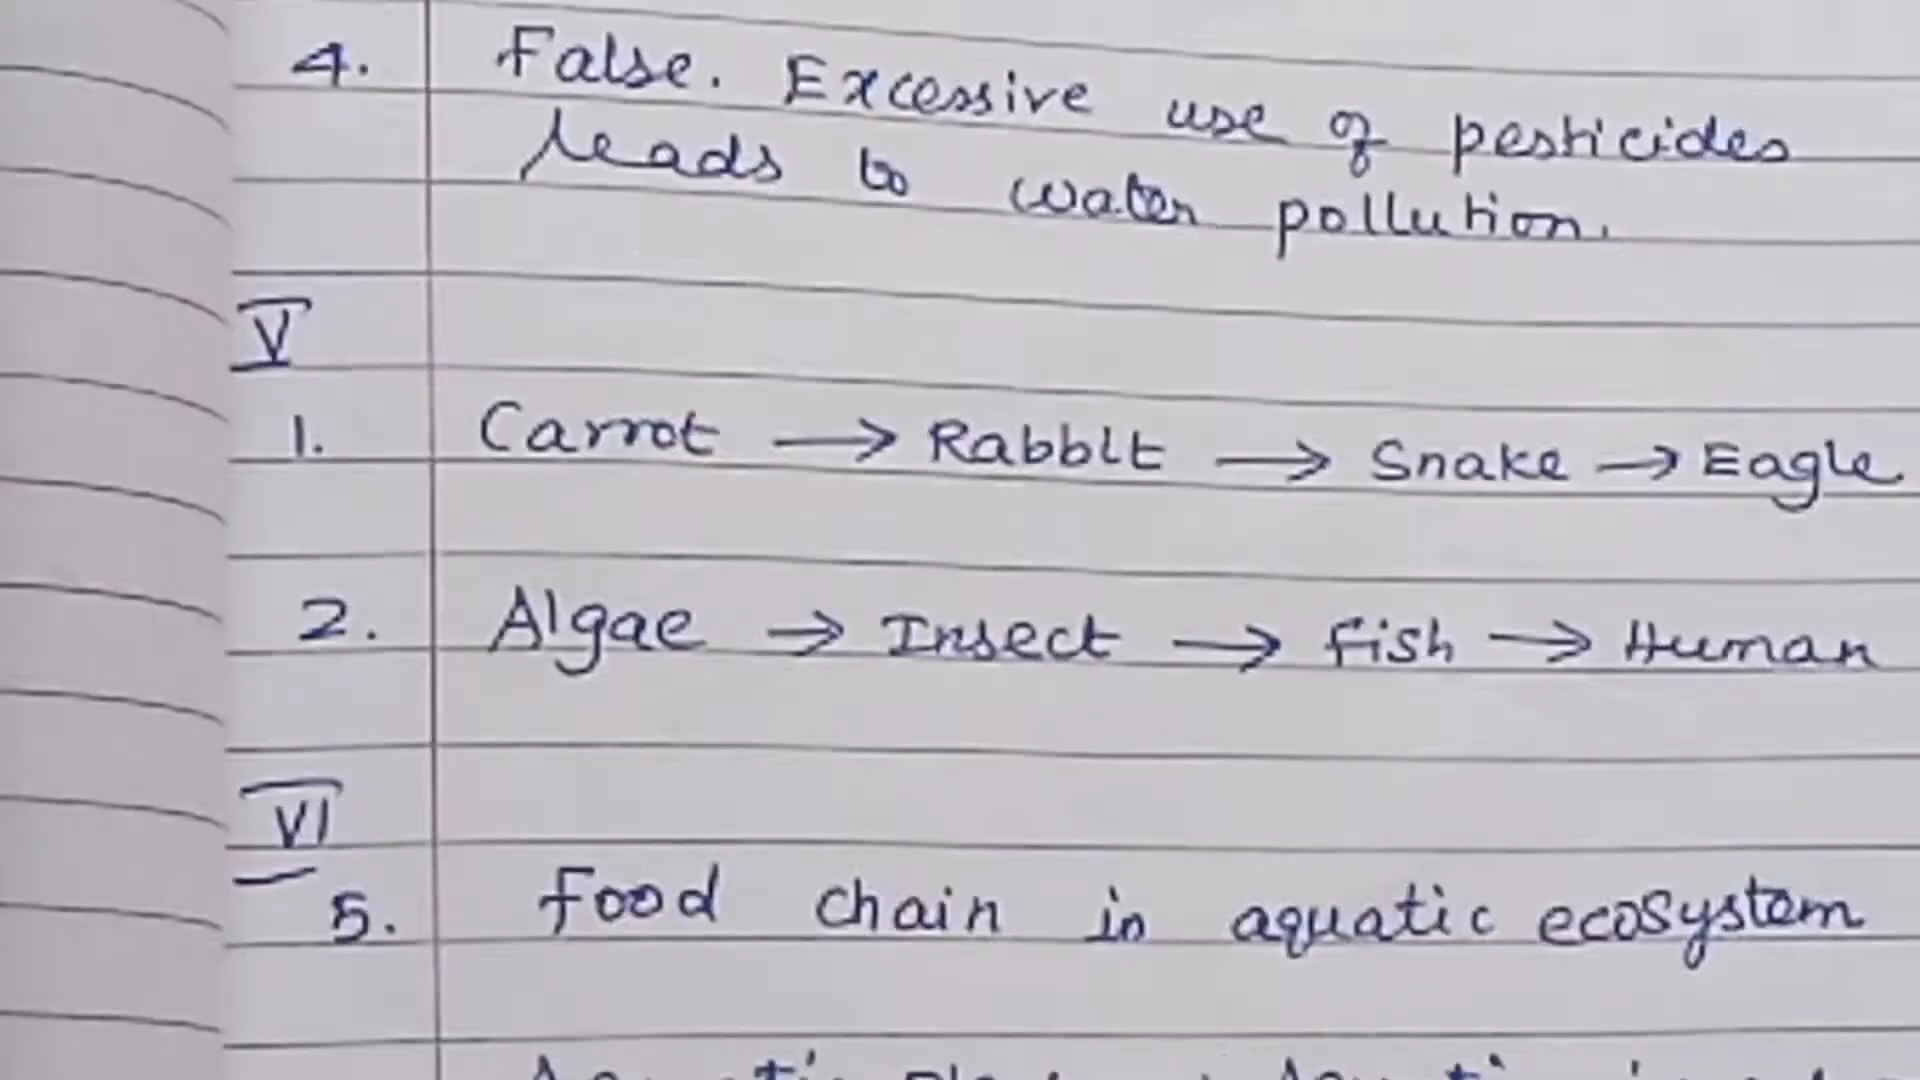 4. False. Excessive use of pesticides
leads to water pollution.
V
1. Carrot → Rabbit → Snake → Eagle
2. Algae → Insect → Fish → Human
VI
5. Food chain in aquatic ecosystem